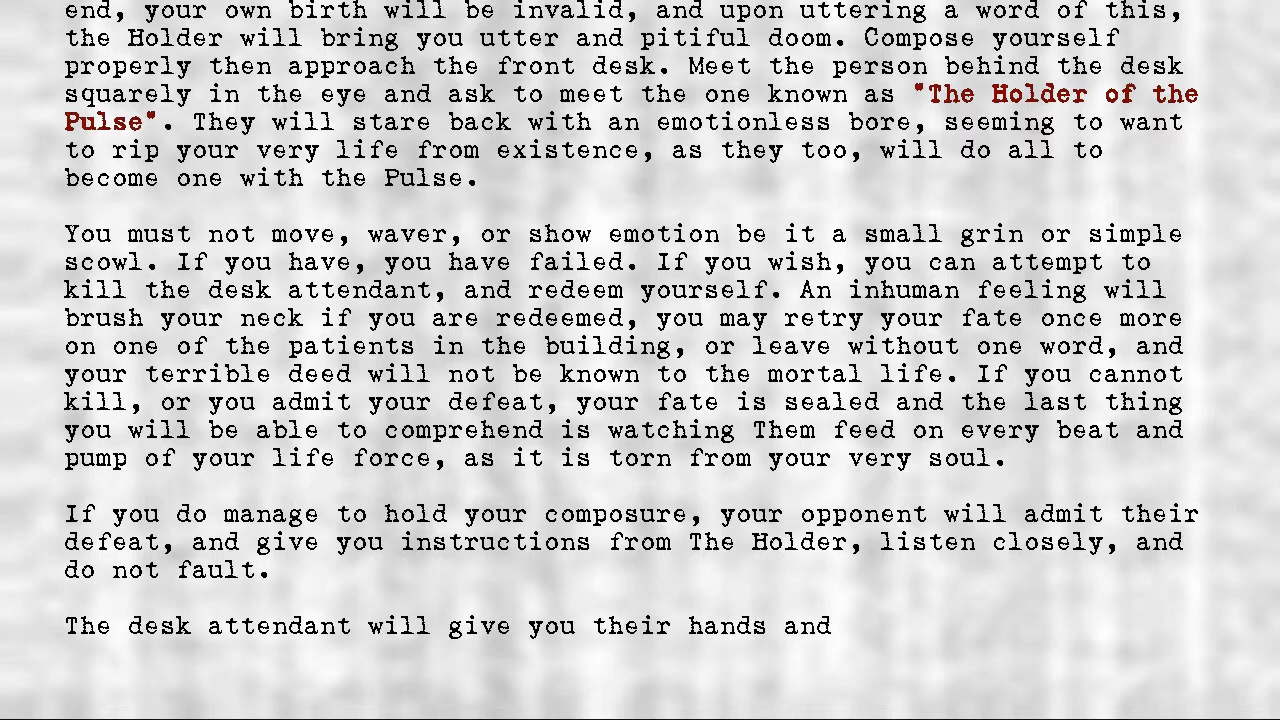 end, your own birth will be invalid, and upon uttering a word of this,
the Holder will bring you utter and pitiful doom. Compose yourself
properly then approach the front desk. Meet the person behind the desk
squarely in the eye and ask to meet the one known as "The Holder of the
Pulse". They will stare back with an emotionless bore, seeming to want
to rip your very life from existence, as they too, will do all to
become one with the Pulse.
You must not move, waver, or show emotion be it a small grin or simple
scowl. If you have, you have failed. If you wish, you can attempt to
kill the desk attendant, and redeem yourself. An inhuman feeling will
brush your neck if you are redeemed, you may retry your fate once more
on one of the patients in the building, or leave without one word, and
your terrible deed will not be known to the mortal life. If you cannot
kill, or you admit your defeat, your fate is sealed and the last thing
you will be able to comprehend is watching Them feed on every beat and
pump of your life force, as it is torn from your very soul.
If you do manage to hold your composure, your opponent will admit their
defeat, and give you instructions from The Holder, listen closely, and
do not fault.
The desk attendant will give you their hands and